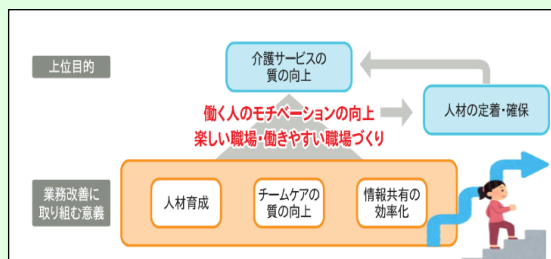 上位目的
介護サービスの
質の向上
働く人のモチベーションの向上
楽しい職場・働きやすい職場づくり
人材の定着・確保
業務改善に
取り組む意義
人材育成
チームケアの
質の向上
情報共有の
効率化